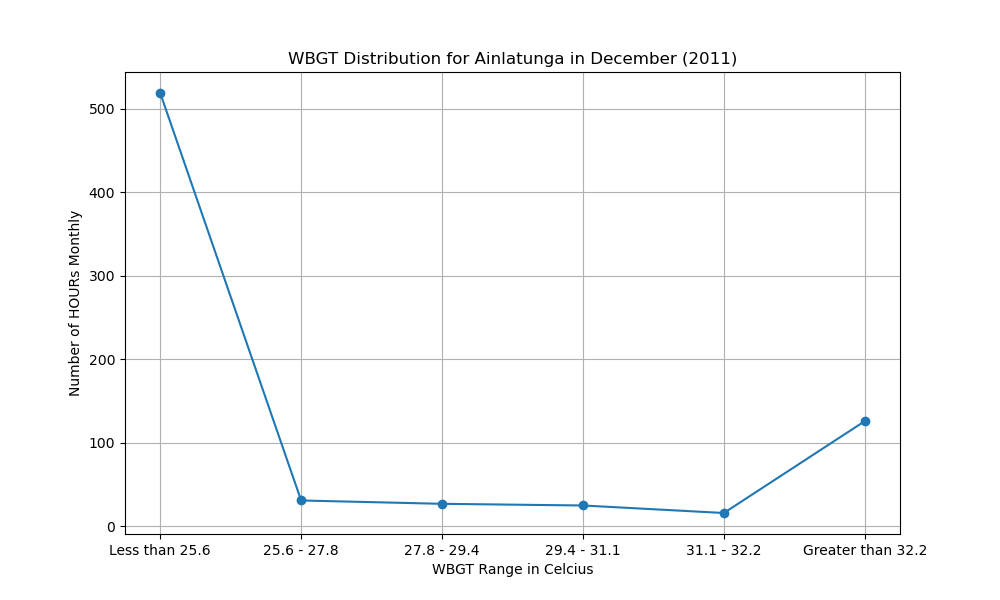 WBGT Distribution for Ainlatunga in December (2011)
Number of HOURs Monthly
500
400
300
200
100
0
Less than 25.6
25.6 - 27.8
27.8 - 29.4
29.4 - 31.1
31.1 - 32.2
Greater than 32.2
WBGT Range in Celcius